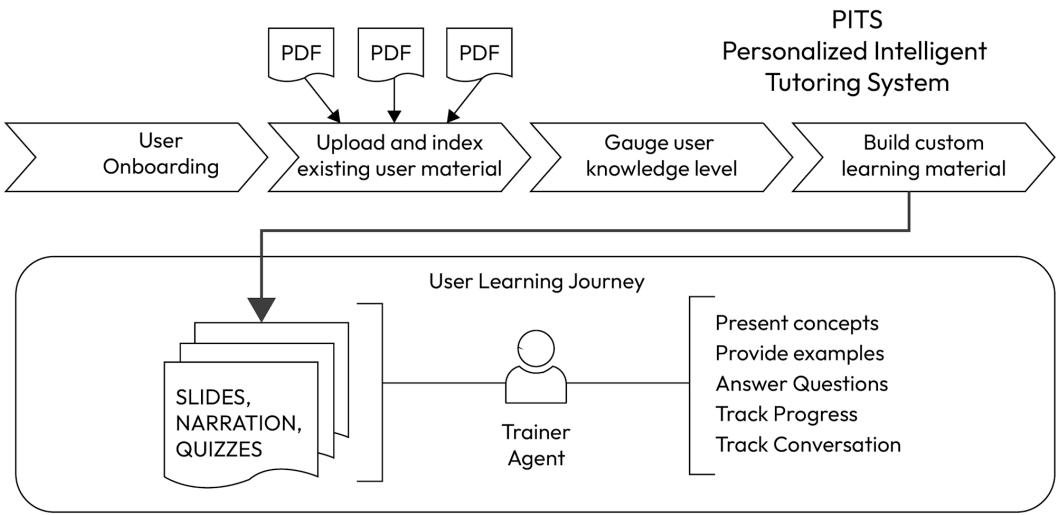 PITS
Personalized Intelligent
Tutoring System
PDF
PDF
PDF
User
Onboarding
Upload and index
existing user material
Gauge user
knowledge level
Build custom
learning material
User Learning Journey
SLIDES,
NARRATION,
QUIZZES
Trainer
Agent
Present concepts
Provide examples
Answer Questions
Track Progress
Track Conversation